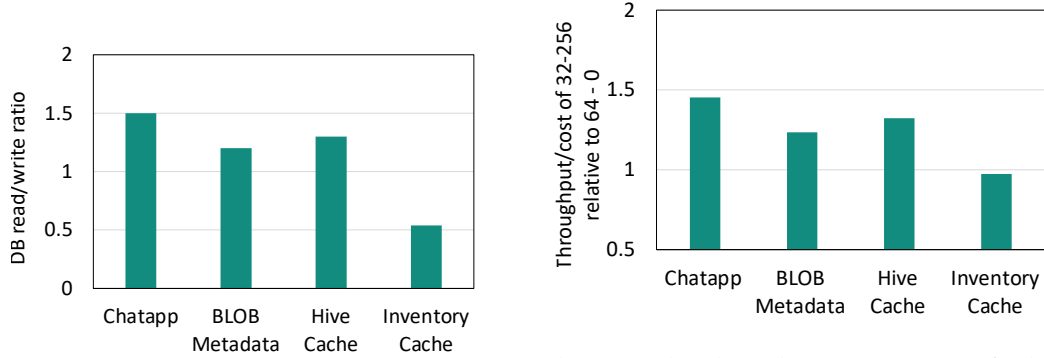 DB read/write ratio
2
1.5
1
0.5
0
Chatapp
BLOB
Metadata
Hive
Cache
Inventory
Cache
Throughput/cost of 32-256
relative to 64 - 0
2
1.5
1
0.5
Chatapp
BLOB
Metadata
Hive
Cache
Inventory
Cache